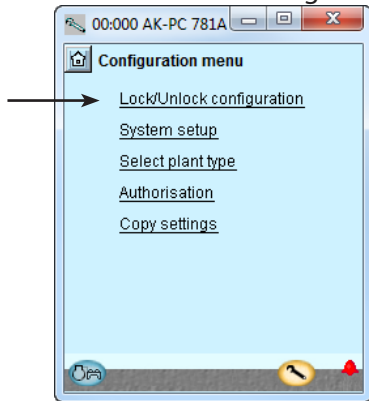 00:000 AK-PC 781A
Configuration menu
Lock/Unlock configuration
System setup
Select plant type
Authorisation
Copy settings